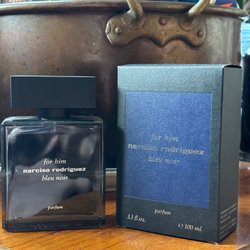 for him
narciso rodriguez
bleu noir
parfum
for him
narciso rodriguez
bleu noir
parfum
3.3 fl.oz. e 100 ml